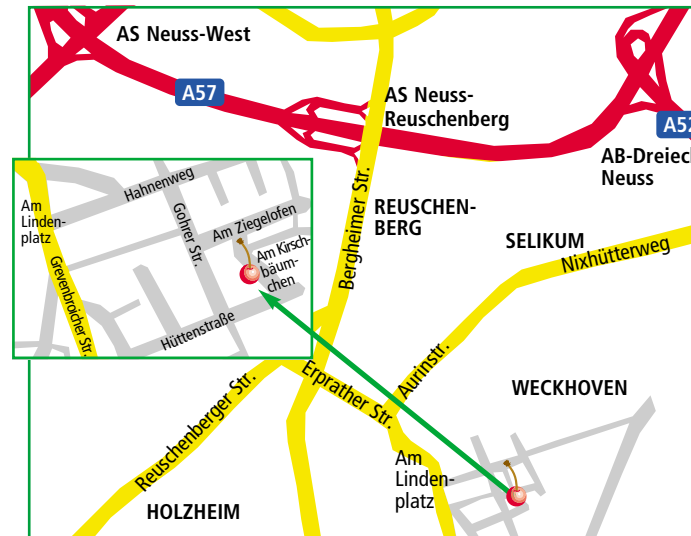 AS Neuss-West
A57
AS Neuss-
Reuschenberg
A52
AB-Dreieck
Neuss
Hahnenweg
Am
Linden-
platz
Gohrer Str.
Am Ziegelofen
Am Kirsch-
bäum-
chen
Grevenbroicher Str.
Hüttenstraße
Bergheimer Str.
REUSCHEN-
BERG
SELIKUM
Nixhütterweg
Reuschenberger Str.
Erprather Str.
Aurinstr.
WECKHOVEN
Am
Linden-
platz
HOLZHEIM